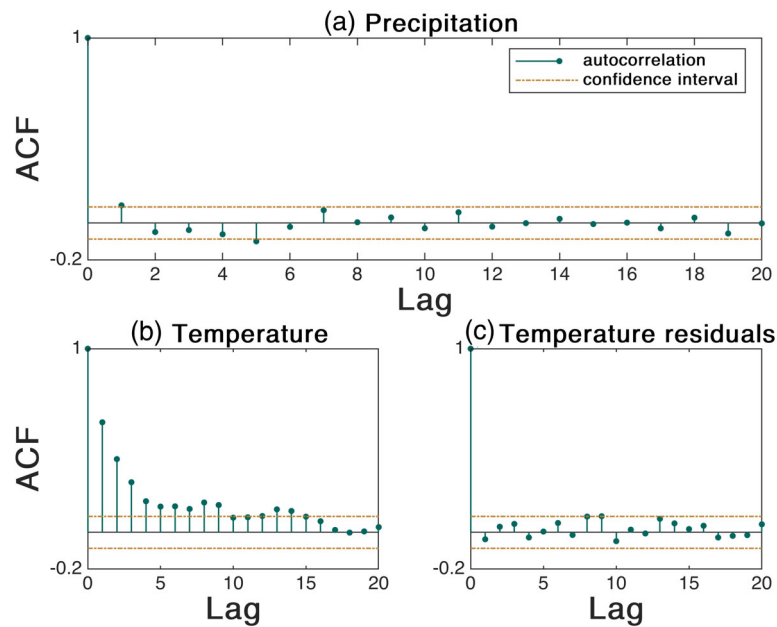 (a) Precipitation
1
autocorrelation
confidence interval
ACF
-0.2
0 2 4 6 8 10 12 14 16 18 20
Lag
(b) Temperature
1
ACF
-0.2
0 5 10 15 20
Lag
(c) Temperature residuals
1
-0.2
0 5 10 15 20
Lag